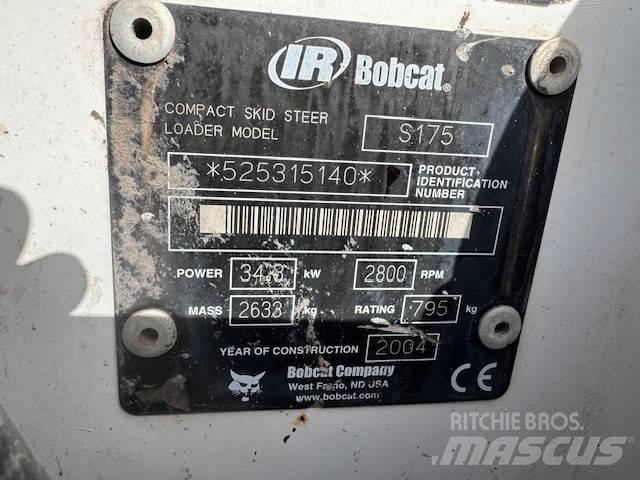 IR Bobcat®
COMPACT SKID STEER
LOADER MODEL S175
*525315140* PRODUCT IDENTIFICATION NUMBER
POWER 34,3 kW 2800 RPM
MASS 2633 kg RATING 795 kg
YEAR OF CONSTRUCTION 2004
Bobcat Company
West Fargo, ND USA
www.bobcat.com
CE
RITCHIE BROS.
MASCUS